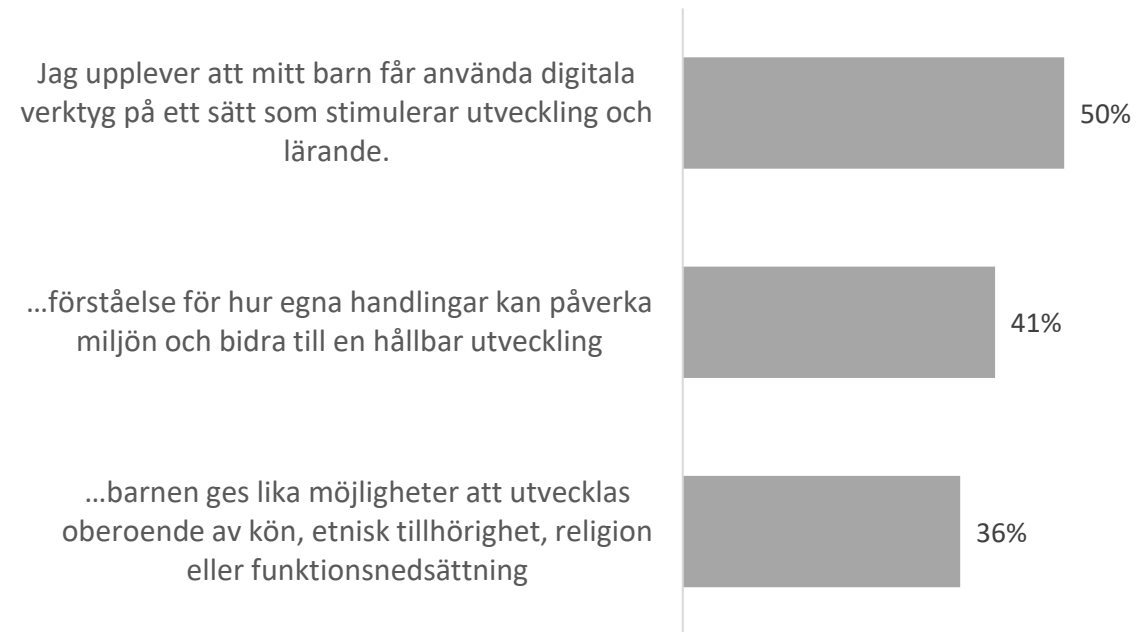 Jag upplever att mitt barn får använda digitala
verktyg på ett sätt som stimulerar utveckling och
lärande.
50%
…förståelse för hur egna handlingar kan påverka
miljön och bidra till en hållbar utveckling
41%
…barnen ges lika möjligheter att utvecklas
oberoende av kön, etnisk tillhörighet, religion
eller funktionsnedsättning
36%